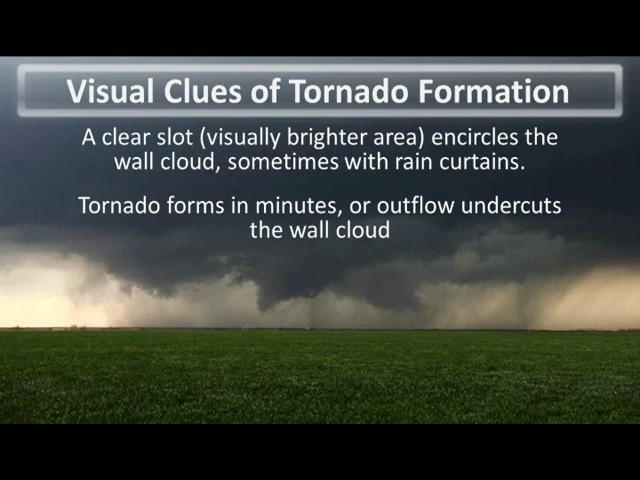 Visual Clues of Tornado Formation
A clear slot (visually brighter area) encircles the
wall cloud, sometimes with rain curtains.
Tornado forms in minutes, or outflow undercuts
the wall cloud